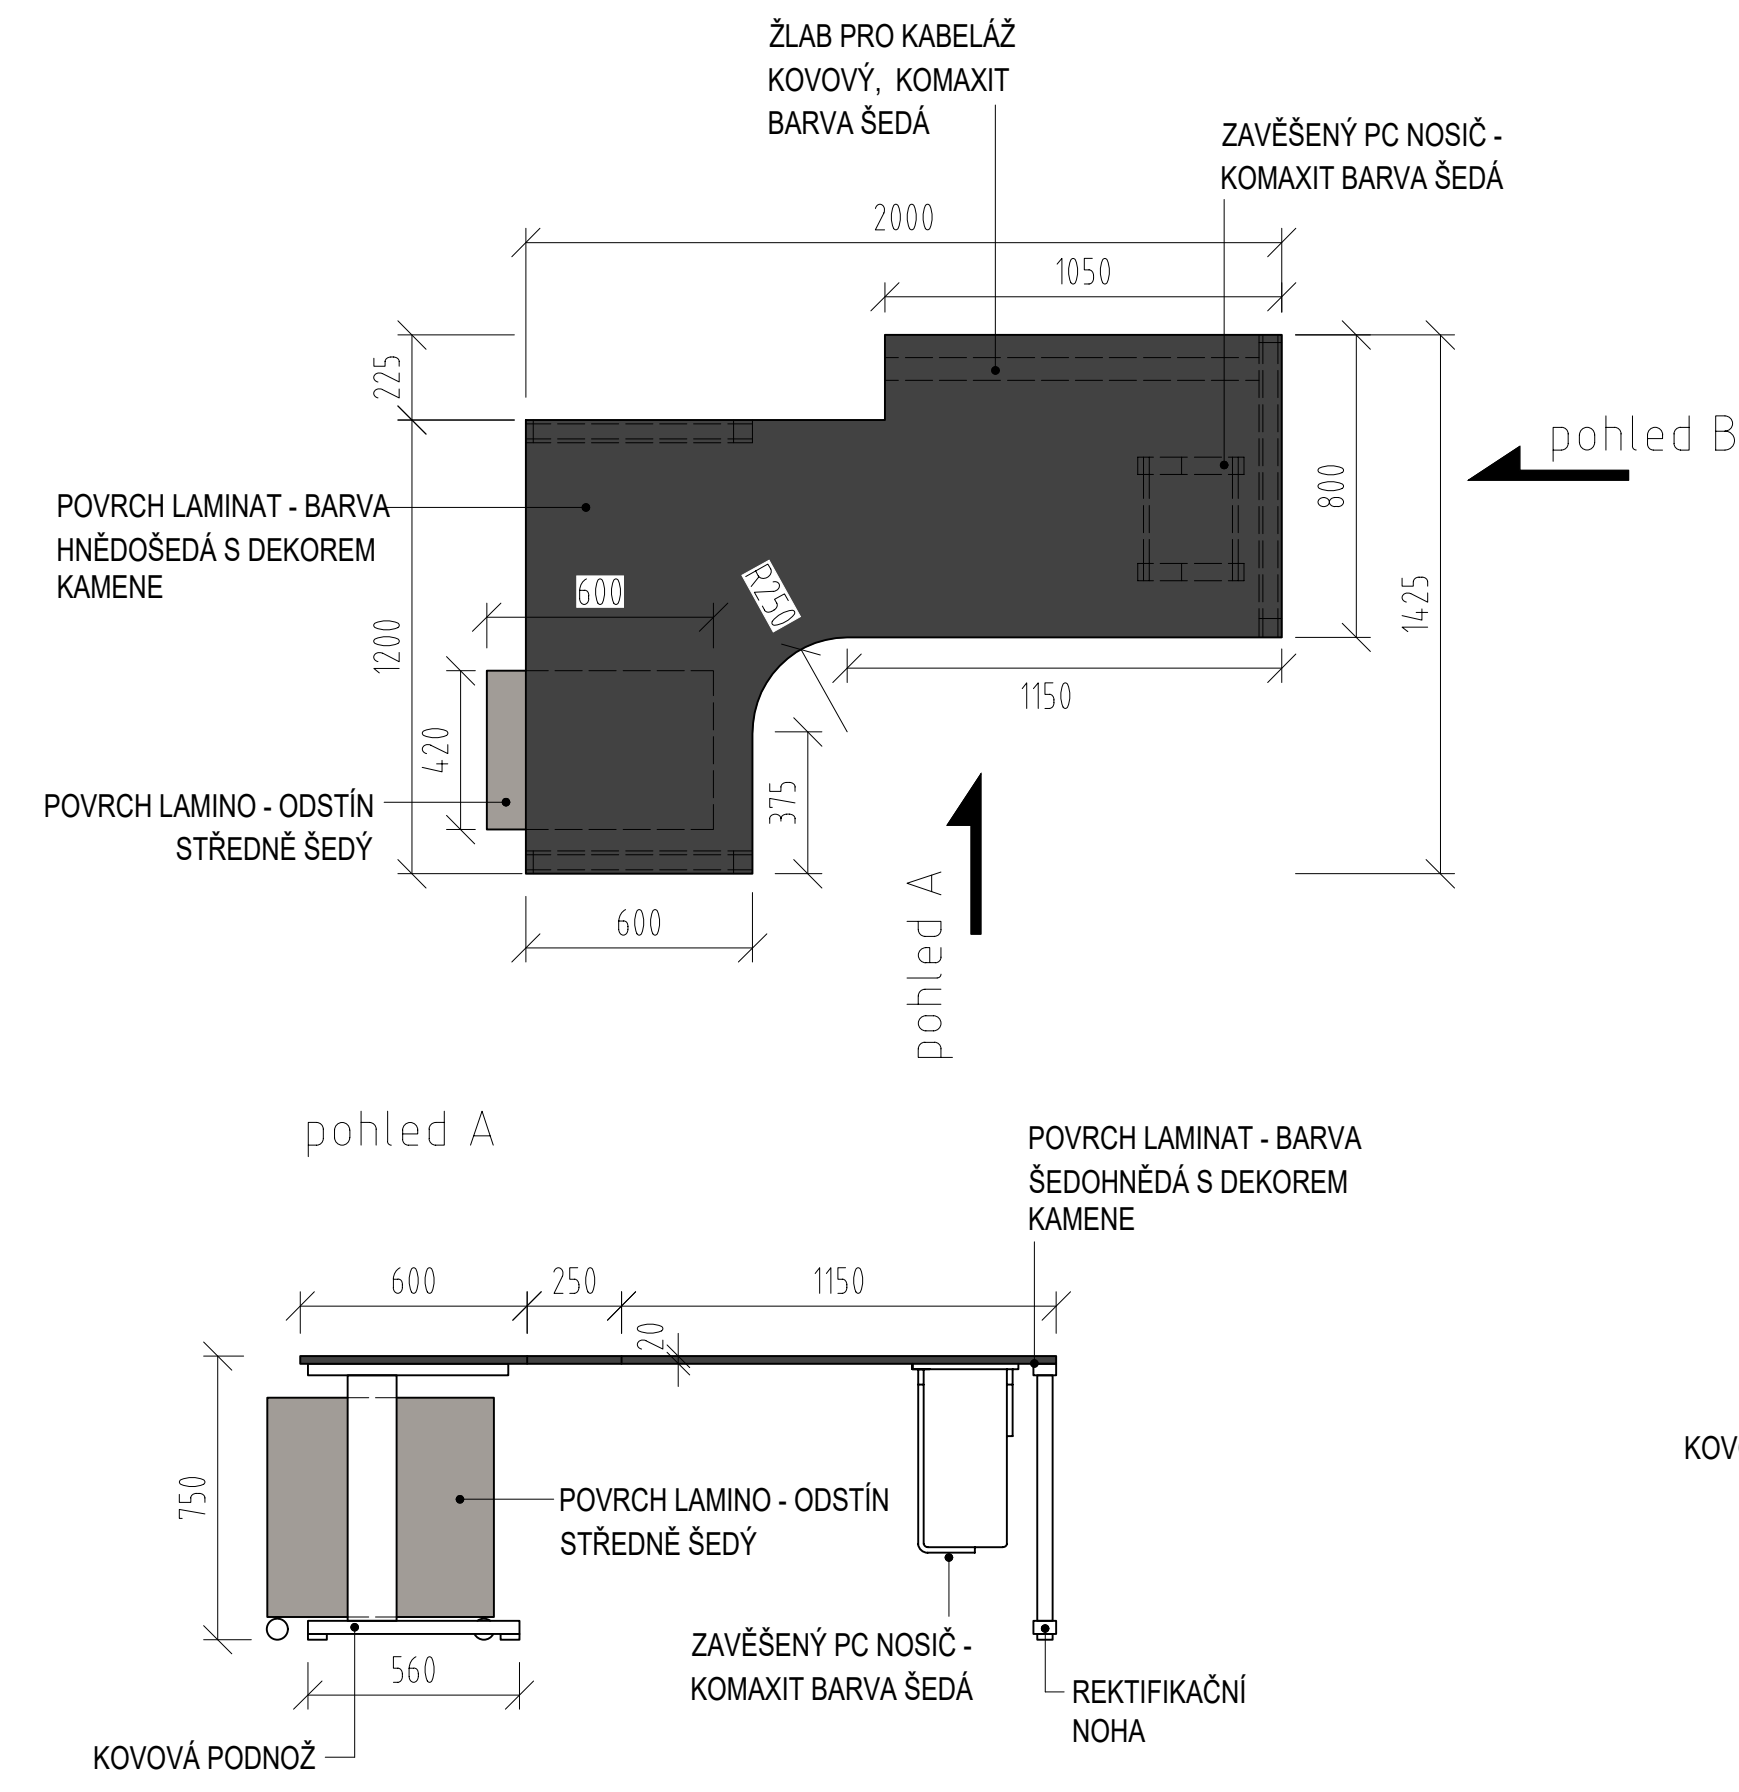 ŽLAB PRO KABELÁŽ
KOVOVÝ, KOMAXIT
BARVA ŠEDÁ
ZAVĚŠENÝ PC NOSIČ -
KOMAXIT BARVA ŠEDÁ
2000
1050
225
pohled B
800
POVRCH LAMINAT - BARVA
HNĚDOŠEDÁ S DEKOREM
KAMENE
600
R250
1425
1200
1150
420
375
POVRCH LAMINO - ODSTÍN
STŘEDNĚ ŠEDÝ
600
pohled A
pohled A
POVRCH LAMINAT - BARVA
ŠEDOHNĚDÁ S DEKOREM
KAMENE
600
250
1150
20
750
POVRCH LAMINO - ODSTÍN
STŘEDNĚ ŠEDÝ
ZAVĚŠENÝ PC NOSIČ -
KOMAXIT BARVA ŠEDÁ
560
REKTIFIKAČNÍ
NOHA
KOVOVÁ PODNOŽ